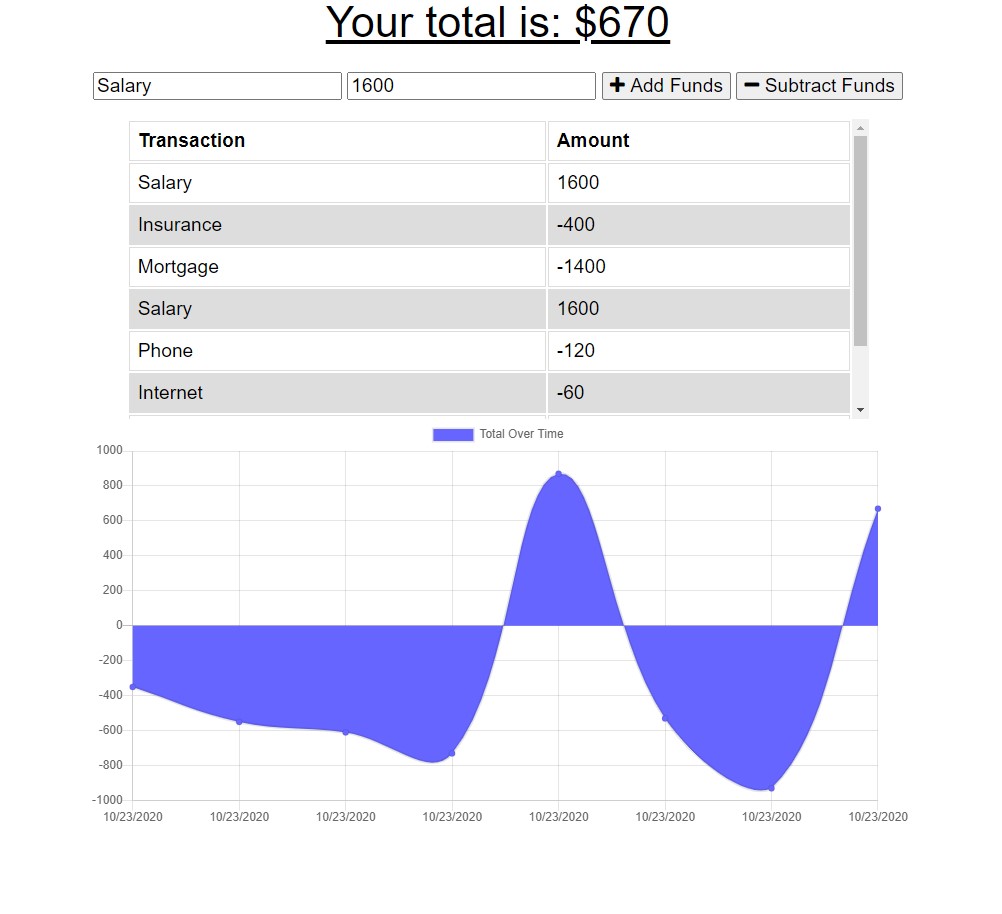 Your total is: $670
Salary 1600 Add Funds Subtract Funds
Transaction Amount
Salary 1600
Insurance -400
Mortgage -1400
Salary 1600
Phone -120
Internet -60
Total Over Time
1000
800
600
400
200
0
-200
-400
-600
-800
-1000
10/23/2020 10/23/2020 10/23/2020 10/23/2020 10/23/2020 10/23/2020 10/23/2020 10/23/2020